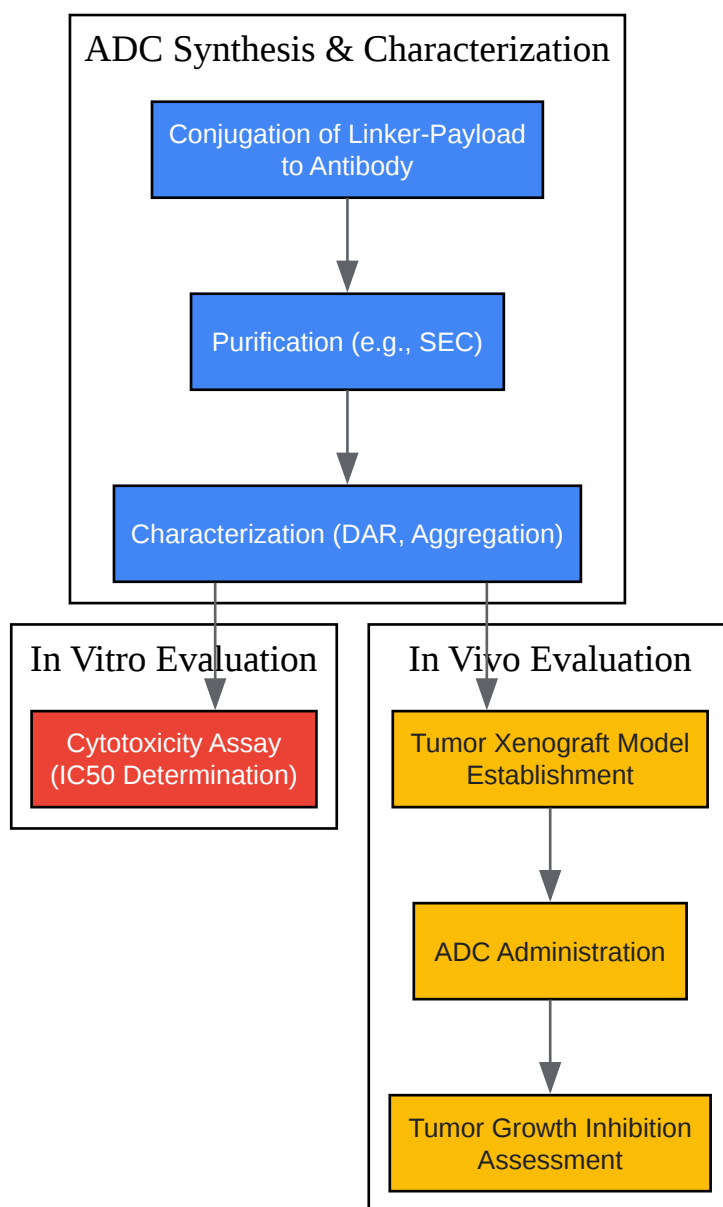 ADC Synthesis & Characterization
Conjugation of Linker-Payload
to Antibody
Purification (e.g., SEC)
Characterization (DAR, Aggregation)
In Vitro Evaluation
Cytotoxicity Assay
(IC50 Determination)
In Vivo Evaluation
Tumor Xenograft Model
Establishment
ADC Administration
Tumor Growth Inhibition
Assessment